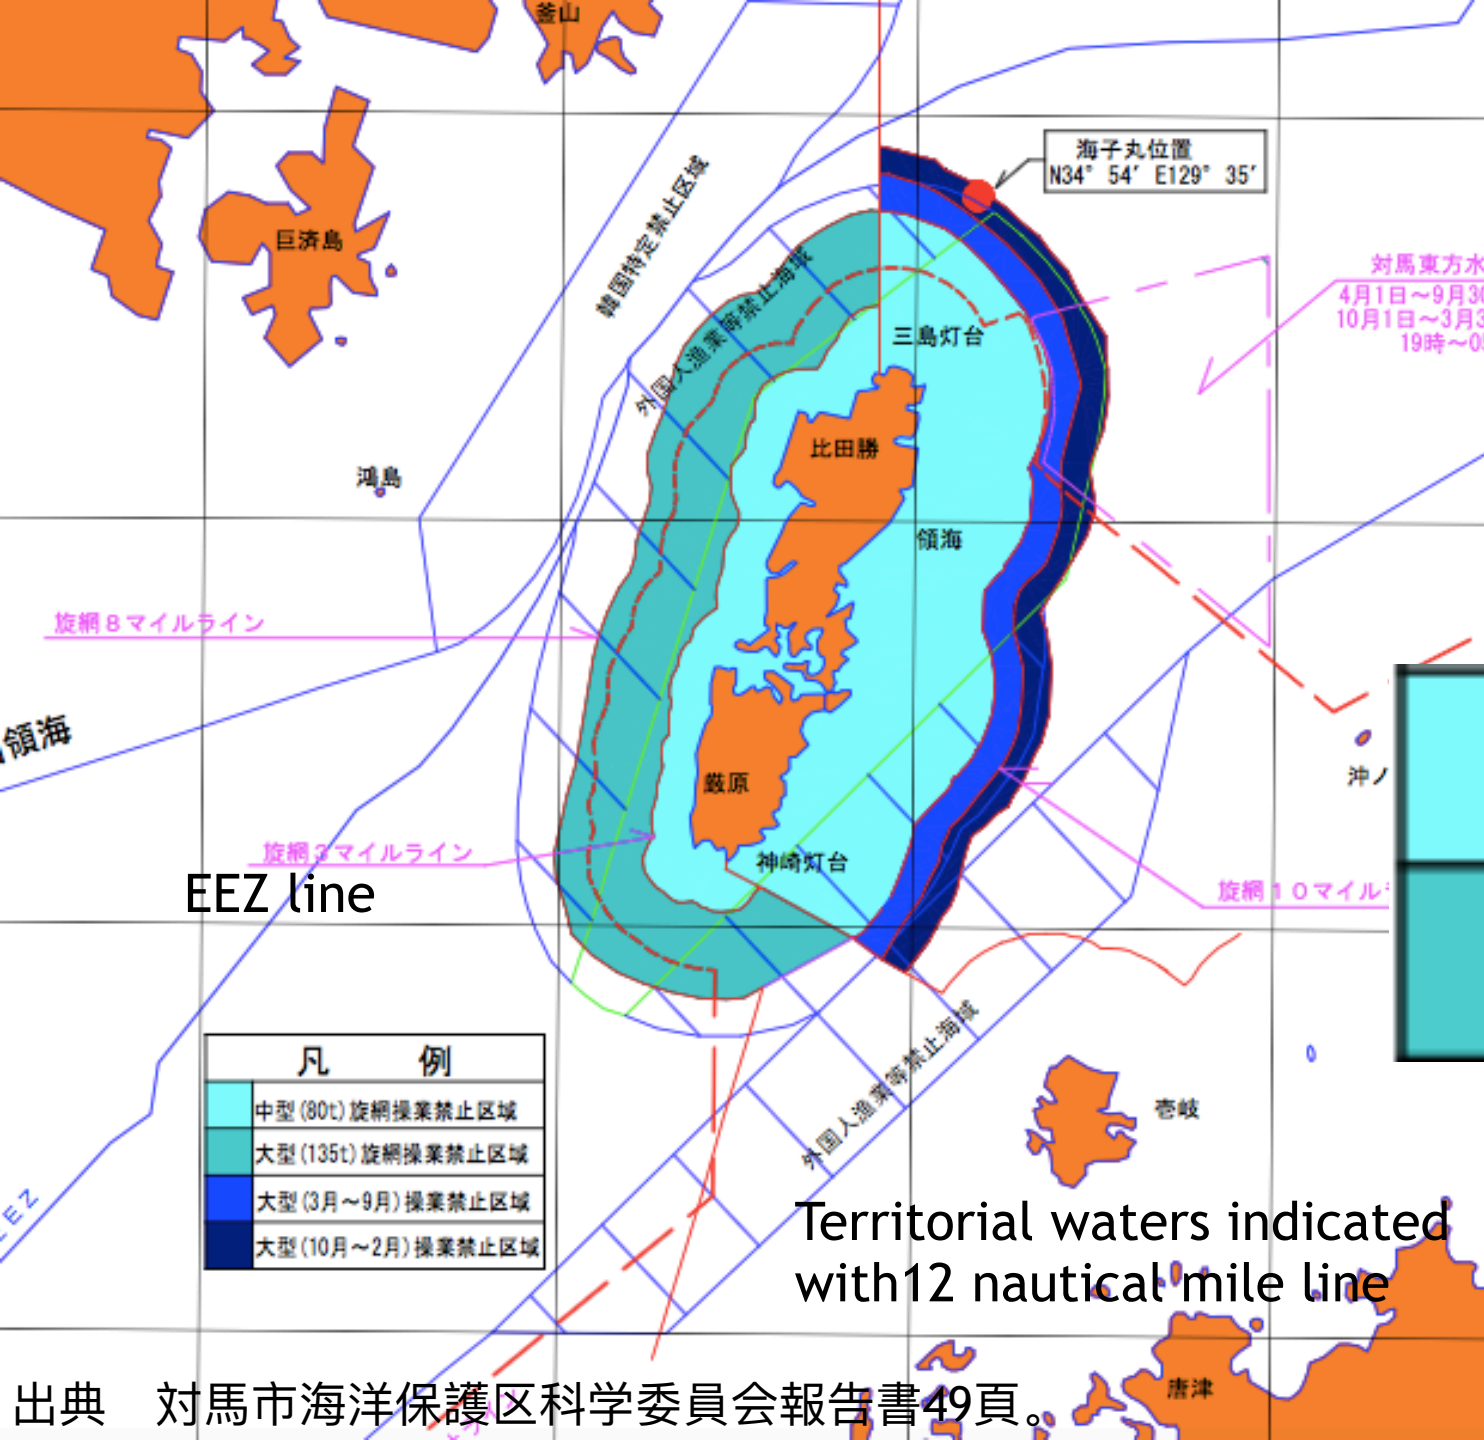 釜山
海子丸位置
N34°54′ E129°35′
韓国特定禁止区域
巨済島
外国人漁業等禁止海域
対馬東方水
4月1日～9月30
10月1日～3月3
19時～0
三島灯台
比田勝
鴻島
領海
旋網８マイルライン
領海
厳原
沖ノ
旋網３マイルライン
神崎灯台
EEZ line
旋網１０マイル
外国人漁業等禁止海域
凡　例
中型(80t)旋網操業禁止区域
大型(135t)旋網操業禁止区域
大型(3月～9月)操業禁止区域
大型(10月～2月)操業禁止区域
壱岐
EZ
Territorial waters indicated
with12 nautical mile line
唐津
ライン
出典　対馬市海洋保護区科学委員会報告書49頁。